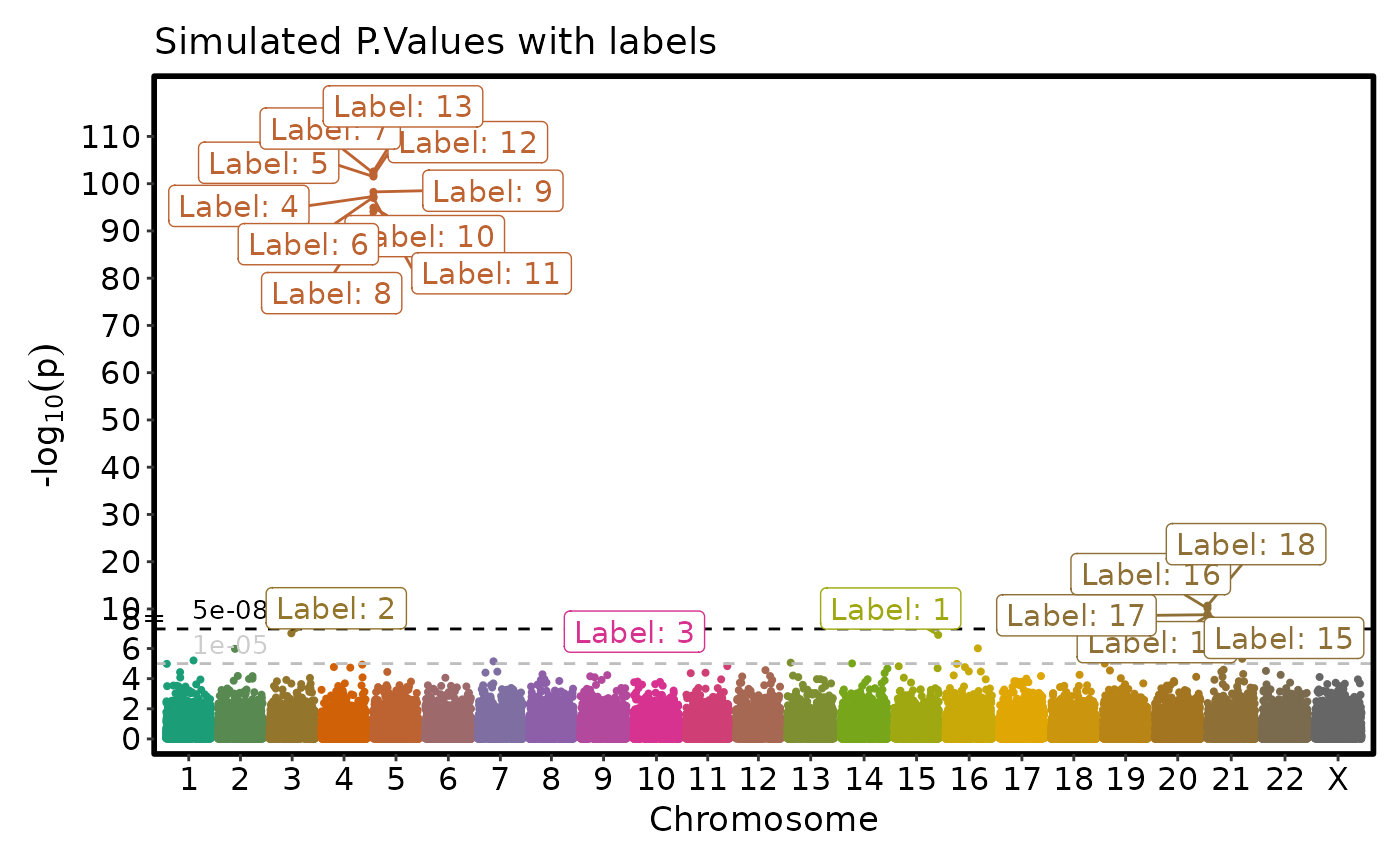 Simulated P.Values with labels
Label: 13
Label: 7
Label: 12
Label: 5
Label: 9
Label: 4
Label: 10
Label: 6
Label: 11
Label: 8
110
100
90
80
70
60
50
40
30
20
10
8
6
4
2
0
-log10(p)
Label: 18
Label: 16
5e-08
Label: 2
Label: 1
Label: 17
Label: 3
1e-05
Label: 1
Label: 15
1 2 3 4 5 6 7 8 9 10 11 12 13 14 15 16 17 18 19 20 21 22 X
Chromosome